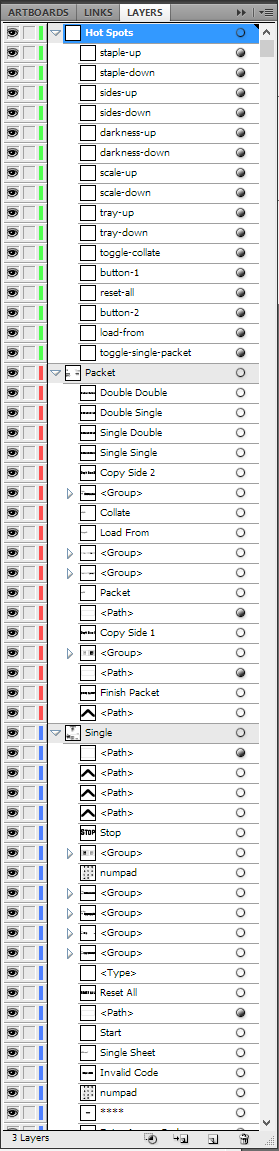 ARTBOARDS LINKS LAYERS
Hot Spots
staple-up
staple-down
sides-up
sides-down
darkness-up
darkness-down
scale-up
scale-down
tray-up
tray-down
toggle-collate
button-1
reset-all
button-2
load-from
toggle-single-packet
Packet
Double Double
Double Single
Single Double
Single Single
Copy Side 2
<Group>
Collate
Load From
<Group>
<Group>
Packet
<Path>
Copy Side 1
<Group>
<Path>
Finish Packet
<Path>
Single
<Path>
<Path>
<Path>
<Path>
STOP Stop
<Group>
numpad
<Group>
<Group>
<Group>
<Group>
<Type>
Reset All
<Path>
Start
Single Sheet
Invalid Code
numpad
****
3 Layers